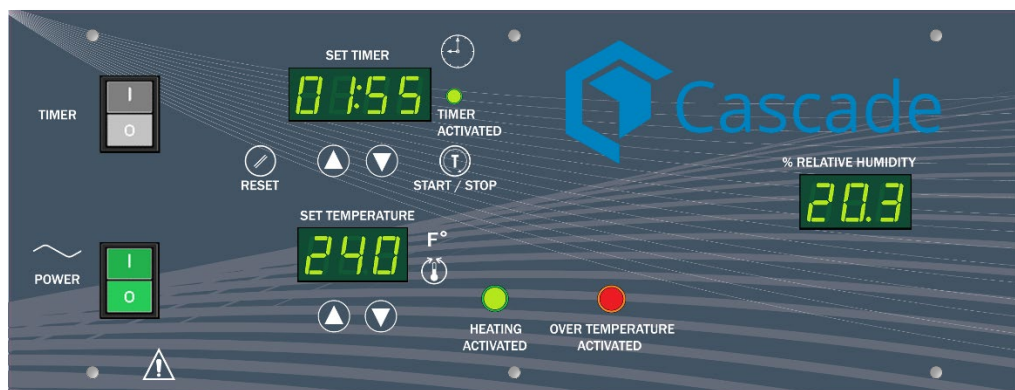 SET TIMER
TIMER
I
O
01:55
TIMER
ACTIVATED
Cascade
RESET
T
START / STOP
% RELATIVE HUMIDITY
20.3
SET TEMPERATURE
240
F°
POWER
I
O
HEATING
ACTIVATED
OVER TEMPERATURE
ACTIVATED